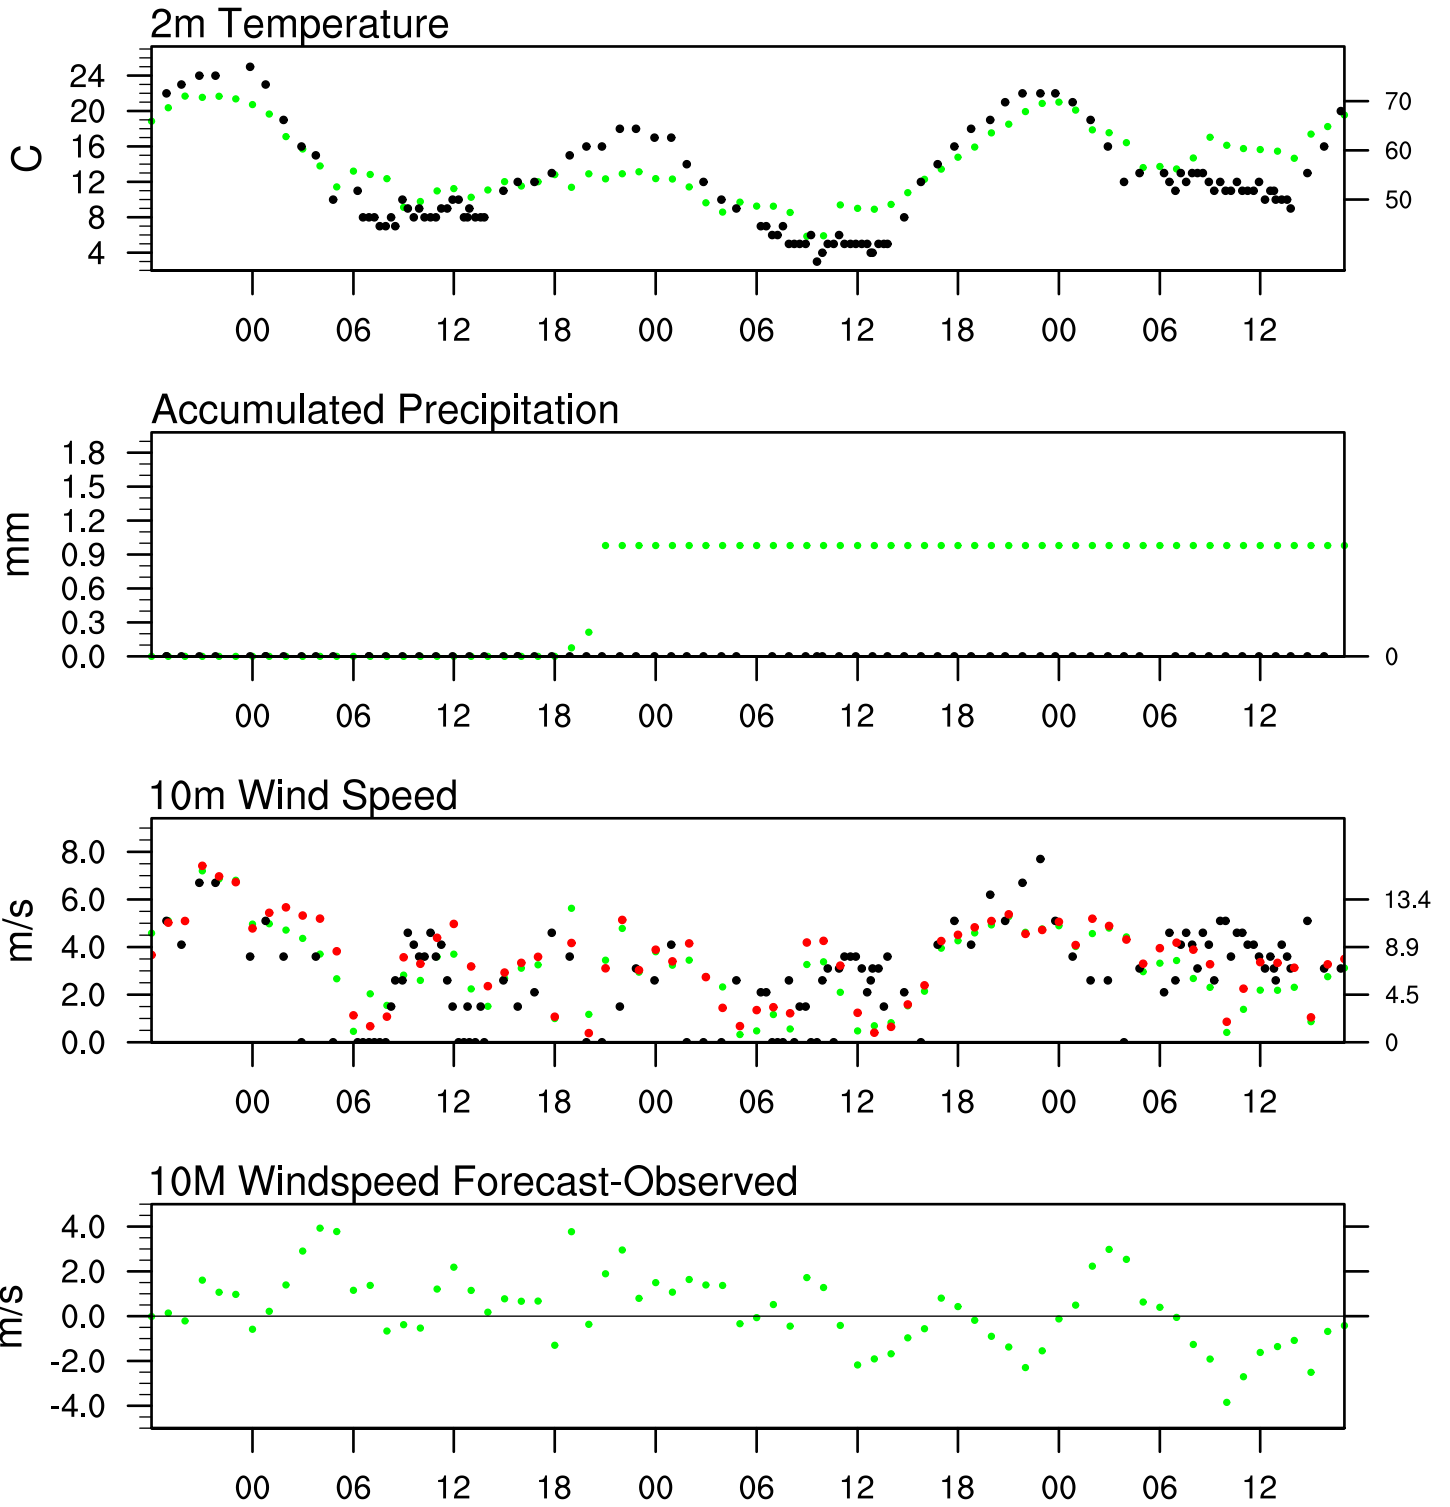 2m Temperature
24
20
16
12
8
4
C
70
60
50
00 06 12 18 00 06 12 18 00 06 12
Accumulated Precipitation
1.8
1.5
1.2
0.9
0.6
0.3
0.0
mm
0
00 06 12 18 00 06 12 18 00 06 12
10m Wind Speed
8.0
6.0
4.0
2.0
0.0
m/s
13.4
8.9
4.5
0
00 06 12 18 00 06 12 18 00 06 12
10M Windspeed Forecast-Observed
4.0
2.0
0.0
-2.0
-4.0
m/s
00 06 12 18 00 06 12 18 00 06 12